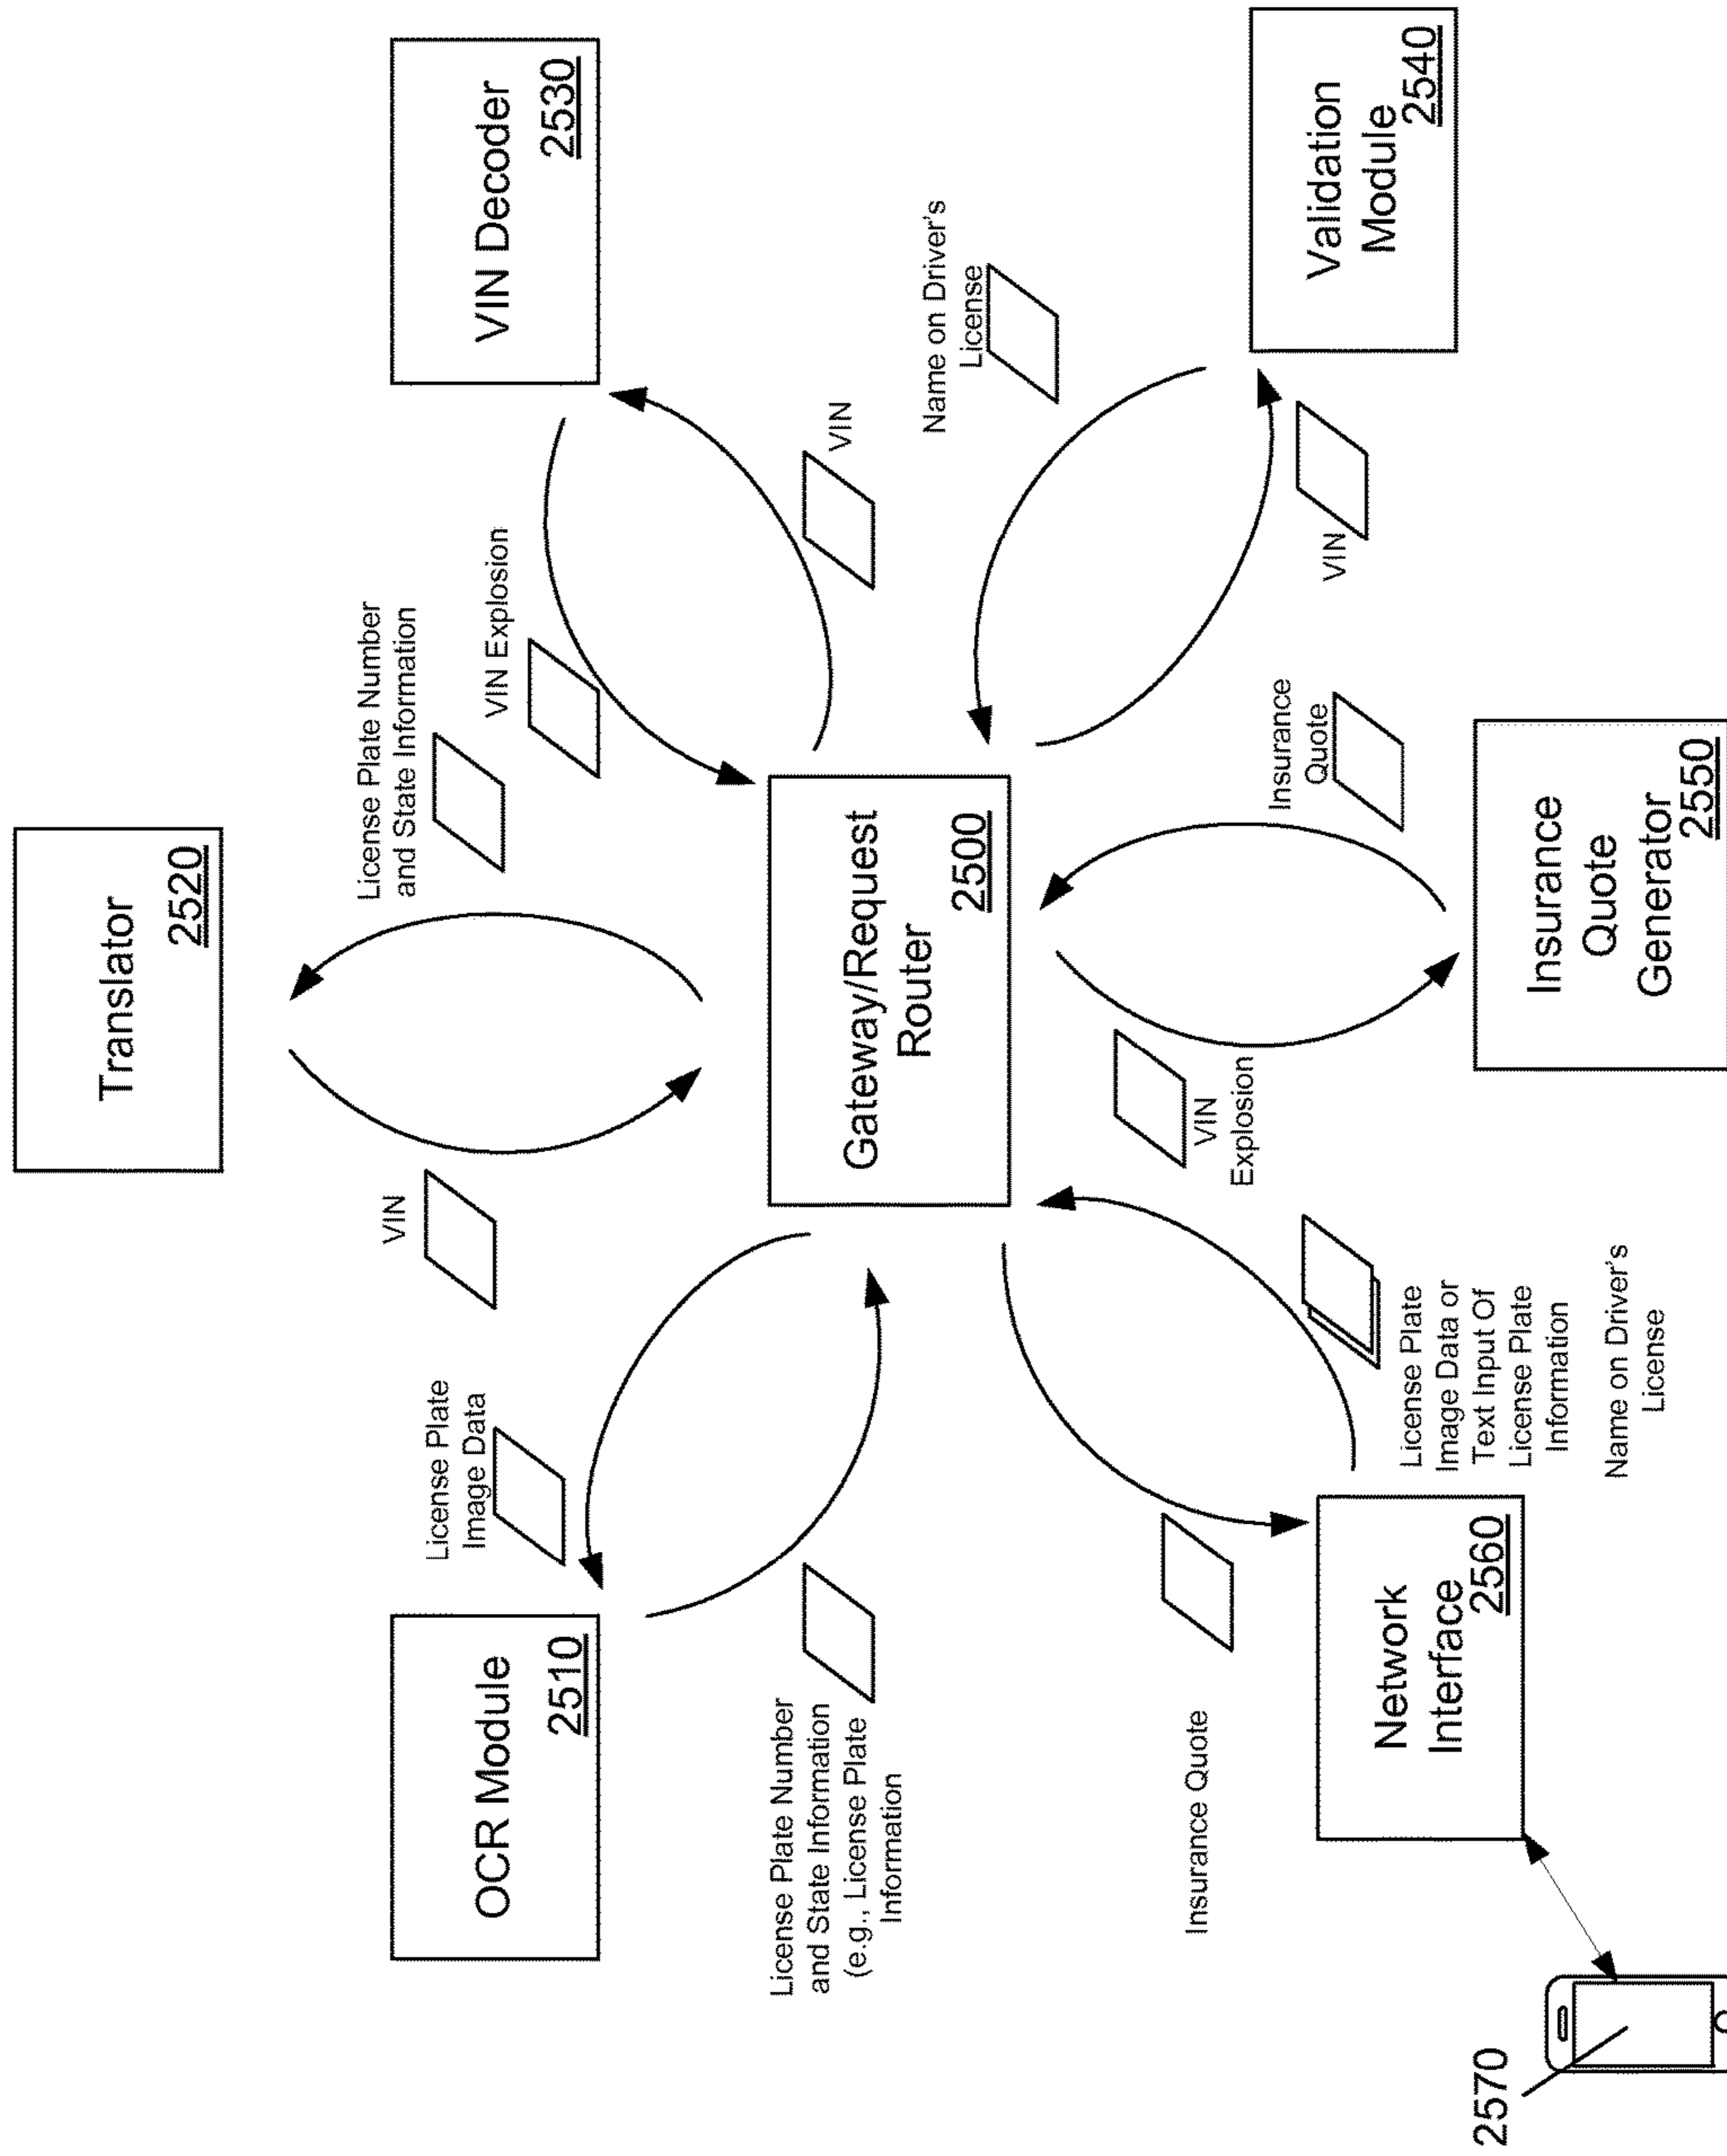 Translator
2520
OCR Module
2510
License Plate
Image Data
VIN
License Plate Number
and State Information
VIN Explosion
VIN Decoder
2530
License Plate Number
and State Information
(e.g., License Plate
Information
Gateway/Request
Router
2500
VIN
Name on Driver's
License
Insurance Quote
VIN
Explosion
Insurance
Quote
VIN
Validation
Module
2540
Network
Interface
2560
License Plate
Image Data or
Text Input Of
License Plate
Information
Name on Driver's
License
Insurance
Quote
Generator
2550
2570